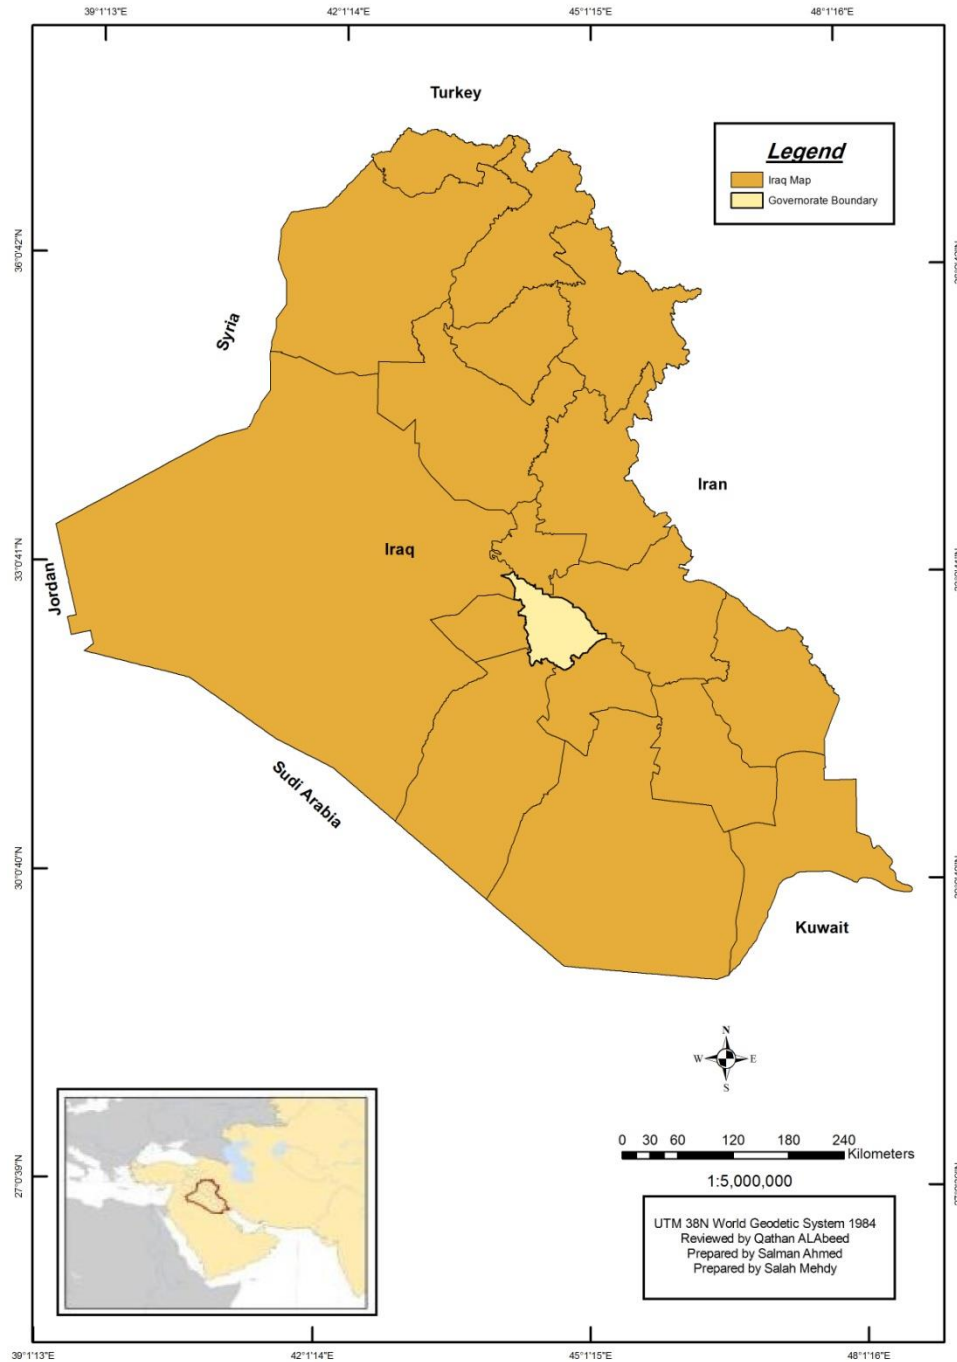 39°1'13"E
42°1'14"E
45°1'15"E
48°1'16"E
Turkey
Legend
Iraq Map
Governorate Boundary
36°0'42"N
Syria
Iran
Iraq
33°0'41"N
Jordan
Sudi Arabia
30°0'40"N
Kuwait
N
W
E
S
0 30 60 120 180 240
Kilometers
1:5,000,000
27°0'39"N
UTM 38N World Geodetic System 1984
Reviewed by Qathan ALAbeed
Prepared by Salman Ahmed
Prepared by Salah Mehdy
39°1'13"E
42°1'14"E
45°1'15"E
48°1'16"E